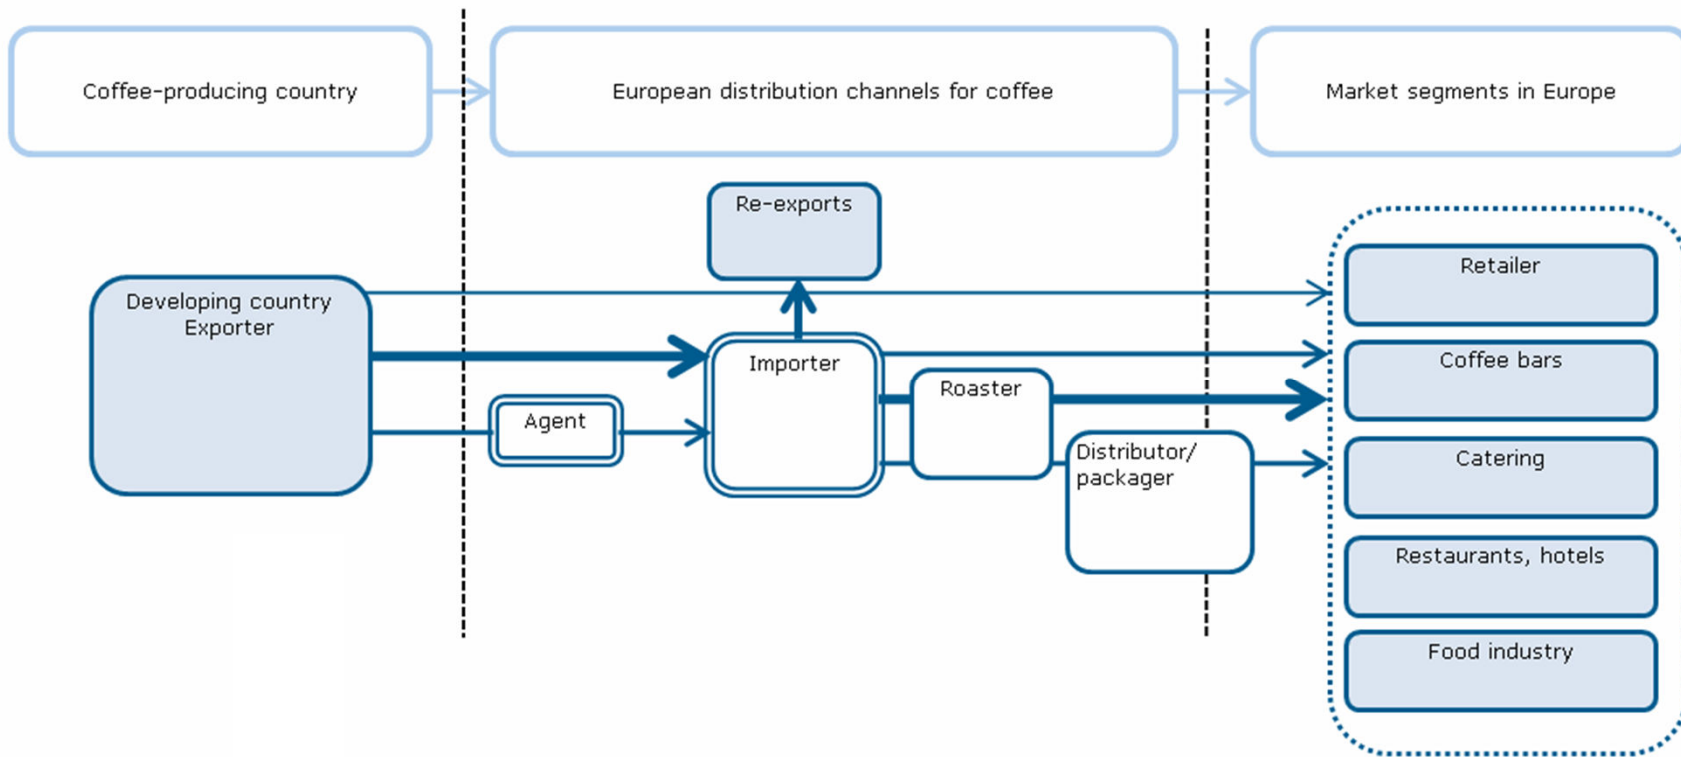 Coffee-producing country
European distribution channels for coffee
Market segments in Europe
Re-exports
Developing country
Exporter
Importer
Agent
Roaster
Distributor/
packager
Retailer
Coffee bars
Catering
Restaurants, hotels
Food industry